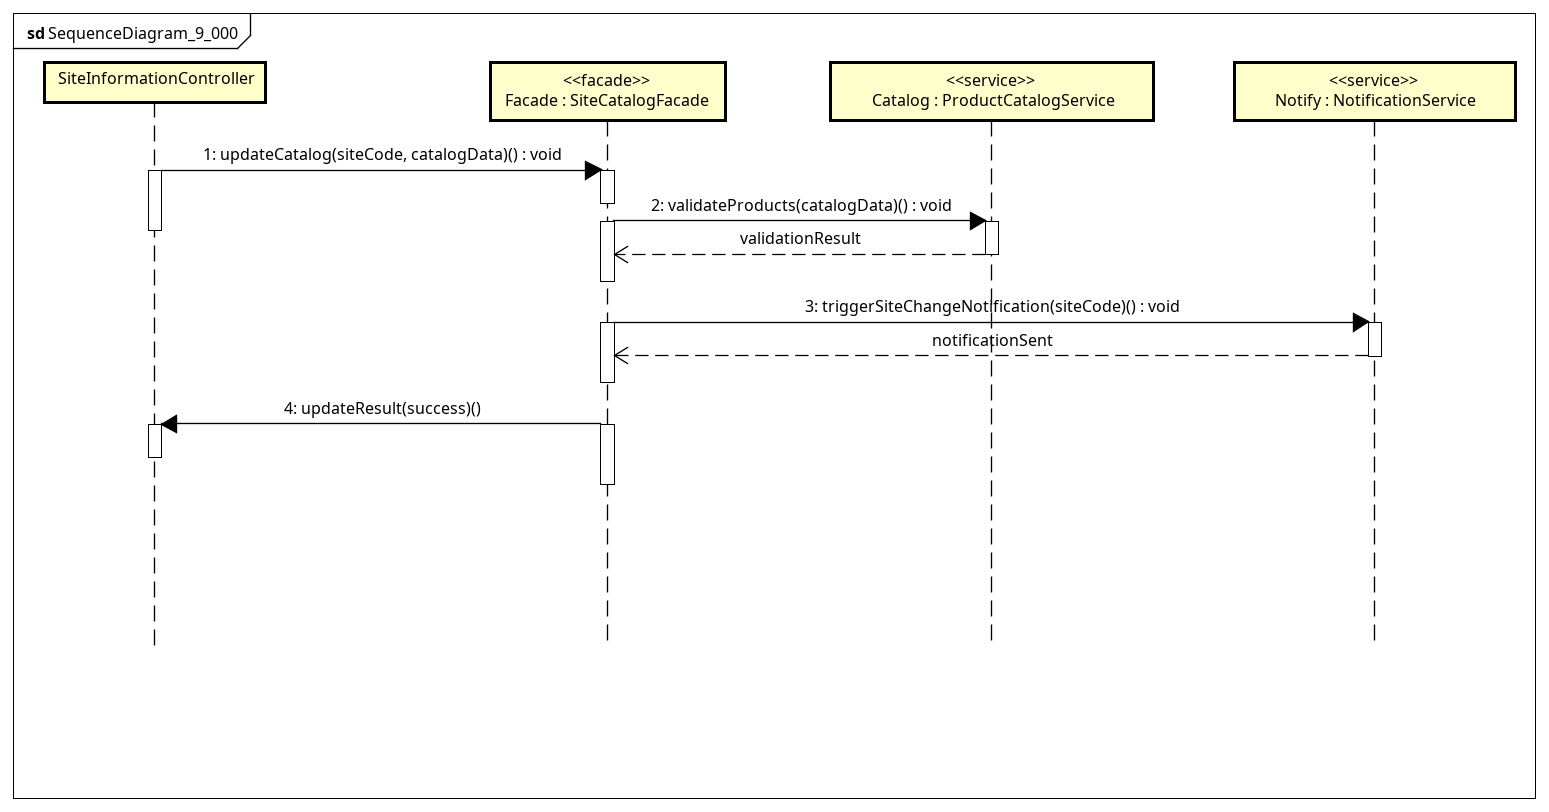 sd SequenceDiagram_9_000
SiteInformationController
<<facade>>
Facade : SiteCatalogFacade
<<service>>
Catalog : ProductCatalogService
<<service>>
Notify : NotificationService
1: updateCatalog(siteCode, catalogData)() : void
2: validateProducts(catalogData)() : void
validationResult
3: triggerSiteChangeNotification(siteCode)() : void
notificationSent
4: updateResult(success)()